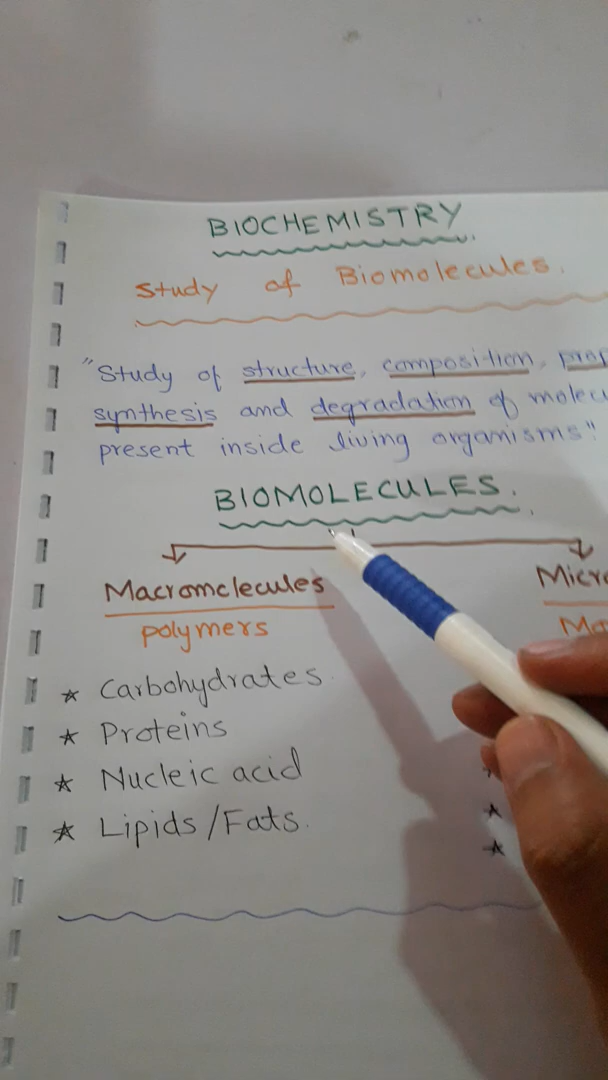 BIOCHEMISTRY.
Study of Biomolecules.
"Study of structure, composition,
synthesis and degradation of
present inside living organisms"
BIOMOLECULES.
Macromolecules
polymers
* Carbohydrates.
* Proteins
* Nucleic acid
* Lipids/Fats.
*
*
*